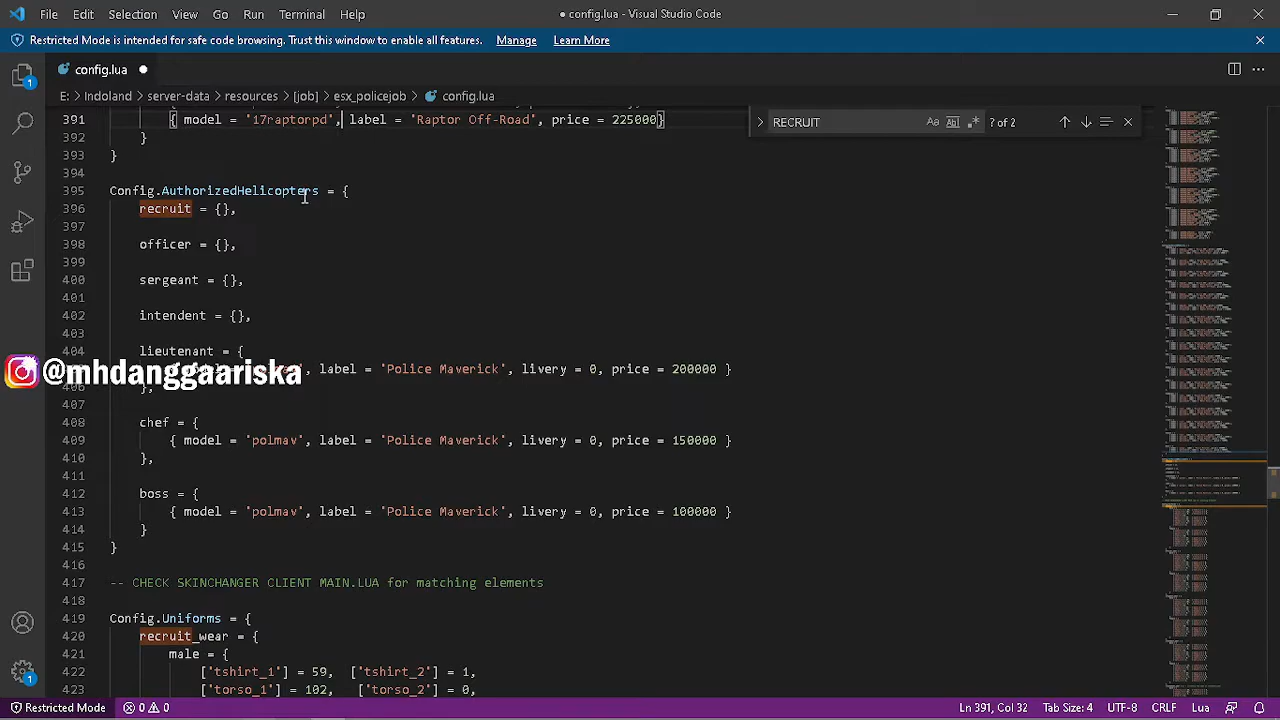 File Edit Selection View Go Run Terminal Help
● config.lua - Visual Studio Code
Restricted Mode is intended for safe code browsing. Trust this window to enable all features. Manage Learn More
config.lua
E: > Indoland > server-data > resources > [job] > esx_policejob > config.lua
RECRUIT Aa Ab ? of 2
391 { model = "17raptorpd", label = "Raptor Off-Road", price = 225000}
392 }
393 }
394
395 Config.AuthorizedHelicopters = {
396 recruit = {},
397
398 officer = {},
399
400 sergeant = {},
401
402 intendent = {},
403
404 lieutenant = {
label = 'Police Maverick', livery = 0, price = 200000 }
@mhdanggaariska
406 },
407
408 chef = {
409 { model = 'polmav', label = 'Police Maverick', livery = 0, price = 150000 }
410 },
411
412 boss = {
413 { model = 'polmav', label = 'Police Maverick', livery = 0, price = 100000 }
414 }
415 }
416
417 -- CHECK SKINCHANGER CLIENT MAIN.LUA for matching elements
418
419 Config.Uniforms = {
420 recruit_wear = {
421 male = {
422 ["tshirt_1"] = 59, ["tshirt_2"] = 1,
423 ["torso_1"] = 102, ["torso_2"] = 0,
1
1
Restricted Mode 0 0 Ln 391, Col 32 Tab Size: 4 UTF-8 CRLF Lua